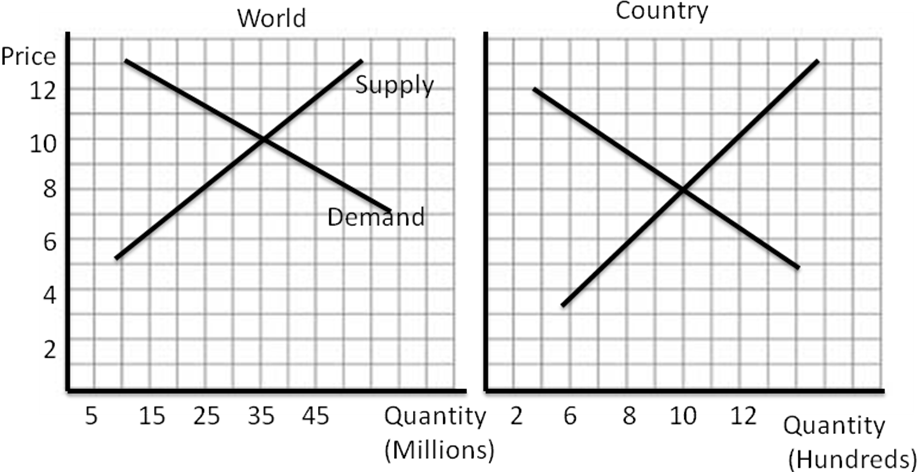 World
Country
Price
12
10
8
6
4
2
Supply
Demand
5 15 25 35 45
Quantity
(Millions)
2 6 8 10 12
Quantity
(Hundreds)